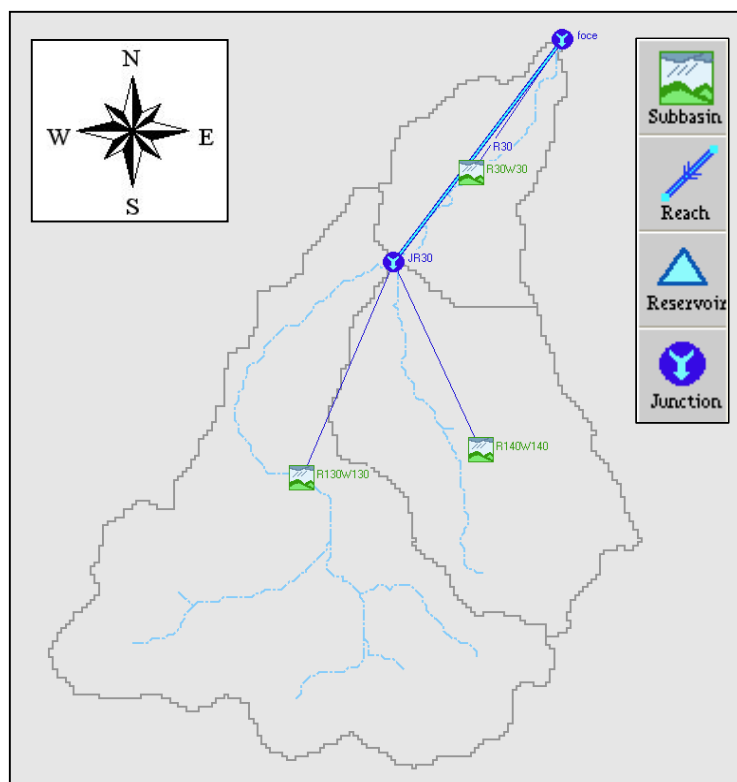 foce
N
W E
S
Subbasin
R30
R30W30
Reach
JR30
Reservoir
Junction
R140W140
R130W130